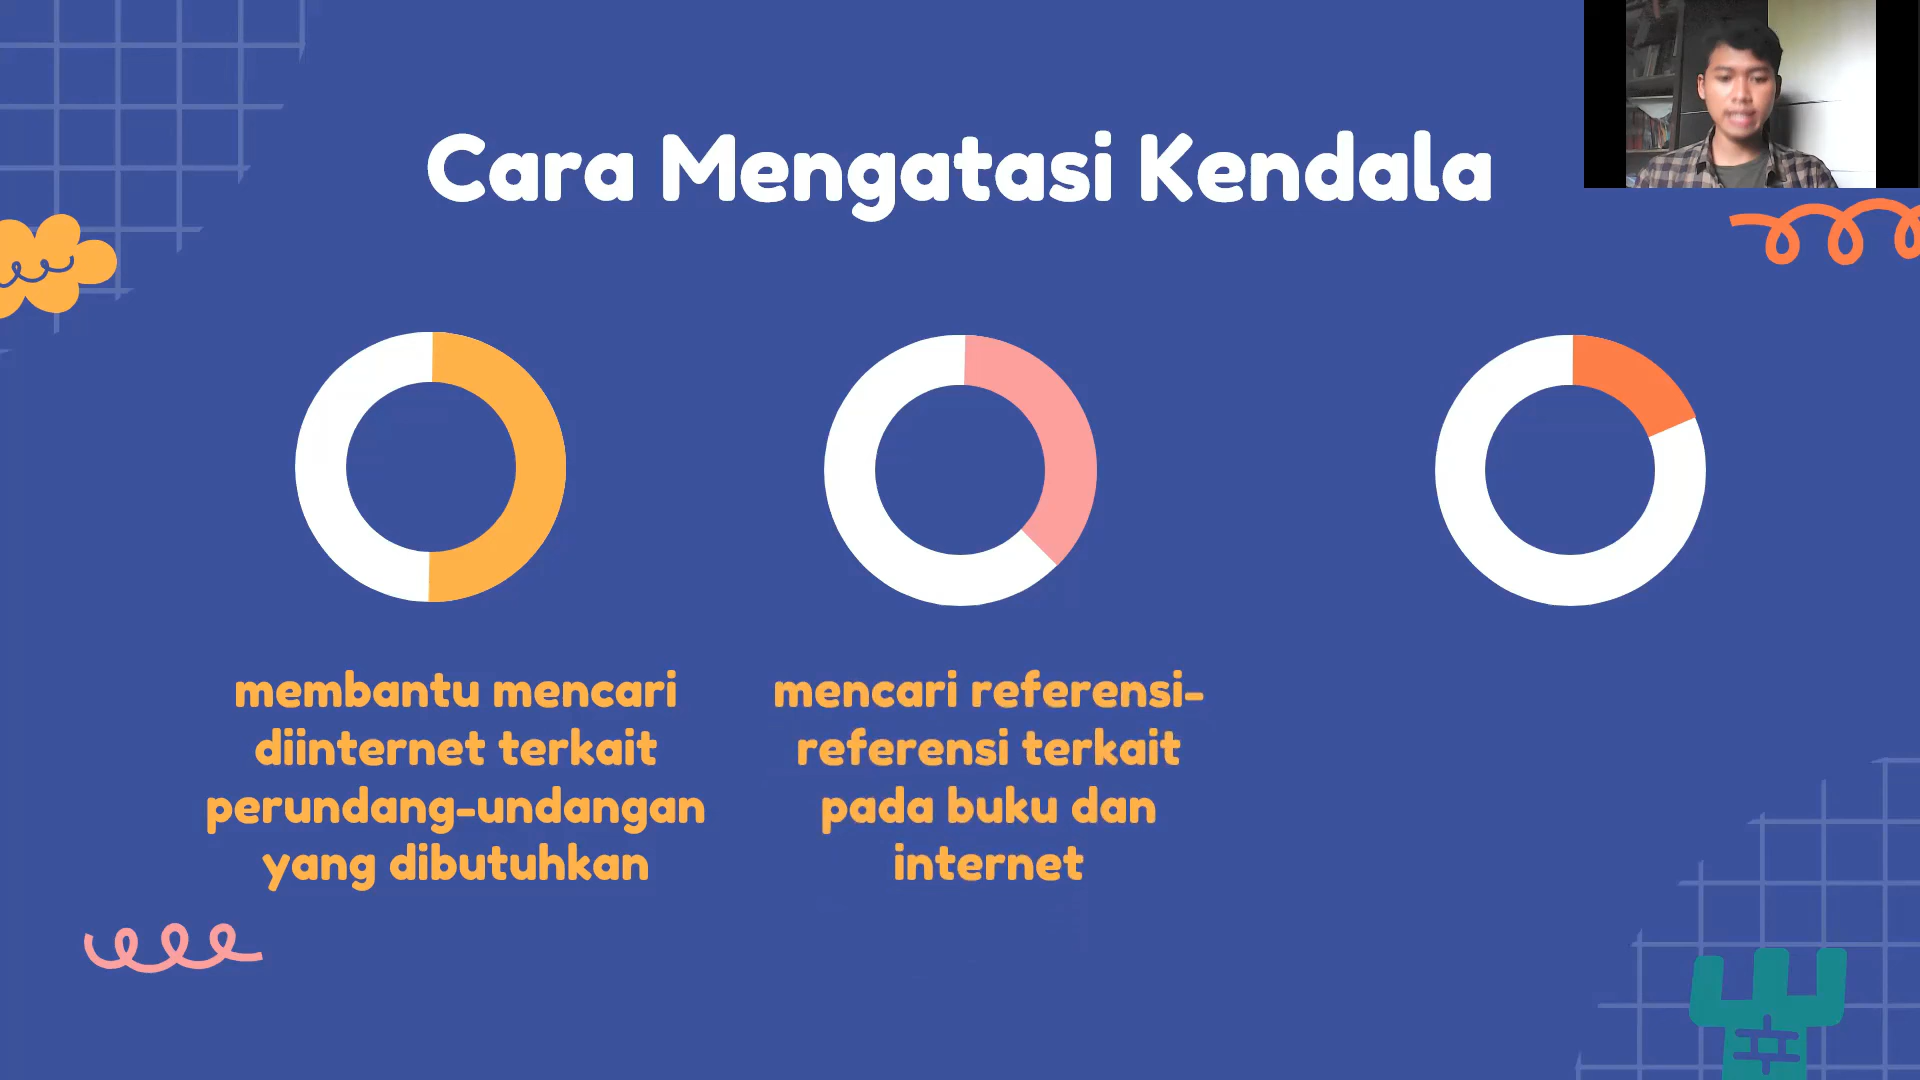 Cara Mengatasi Kendala
membantu mencari
diinternet terkait
perundang-undangan
yang dibutuhkan
mencari referensi-
referensi terkait
pada buku dan
internet